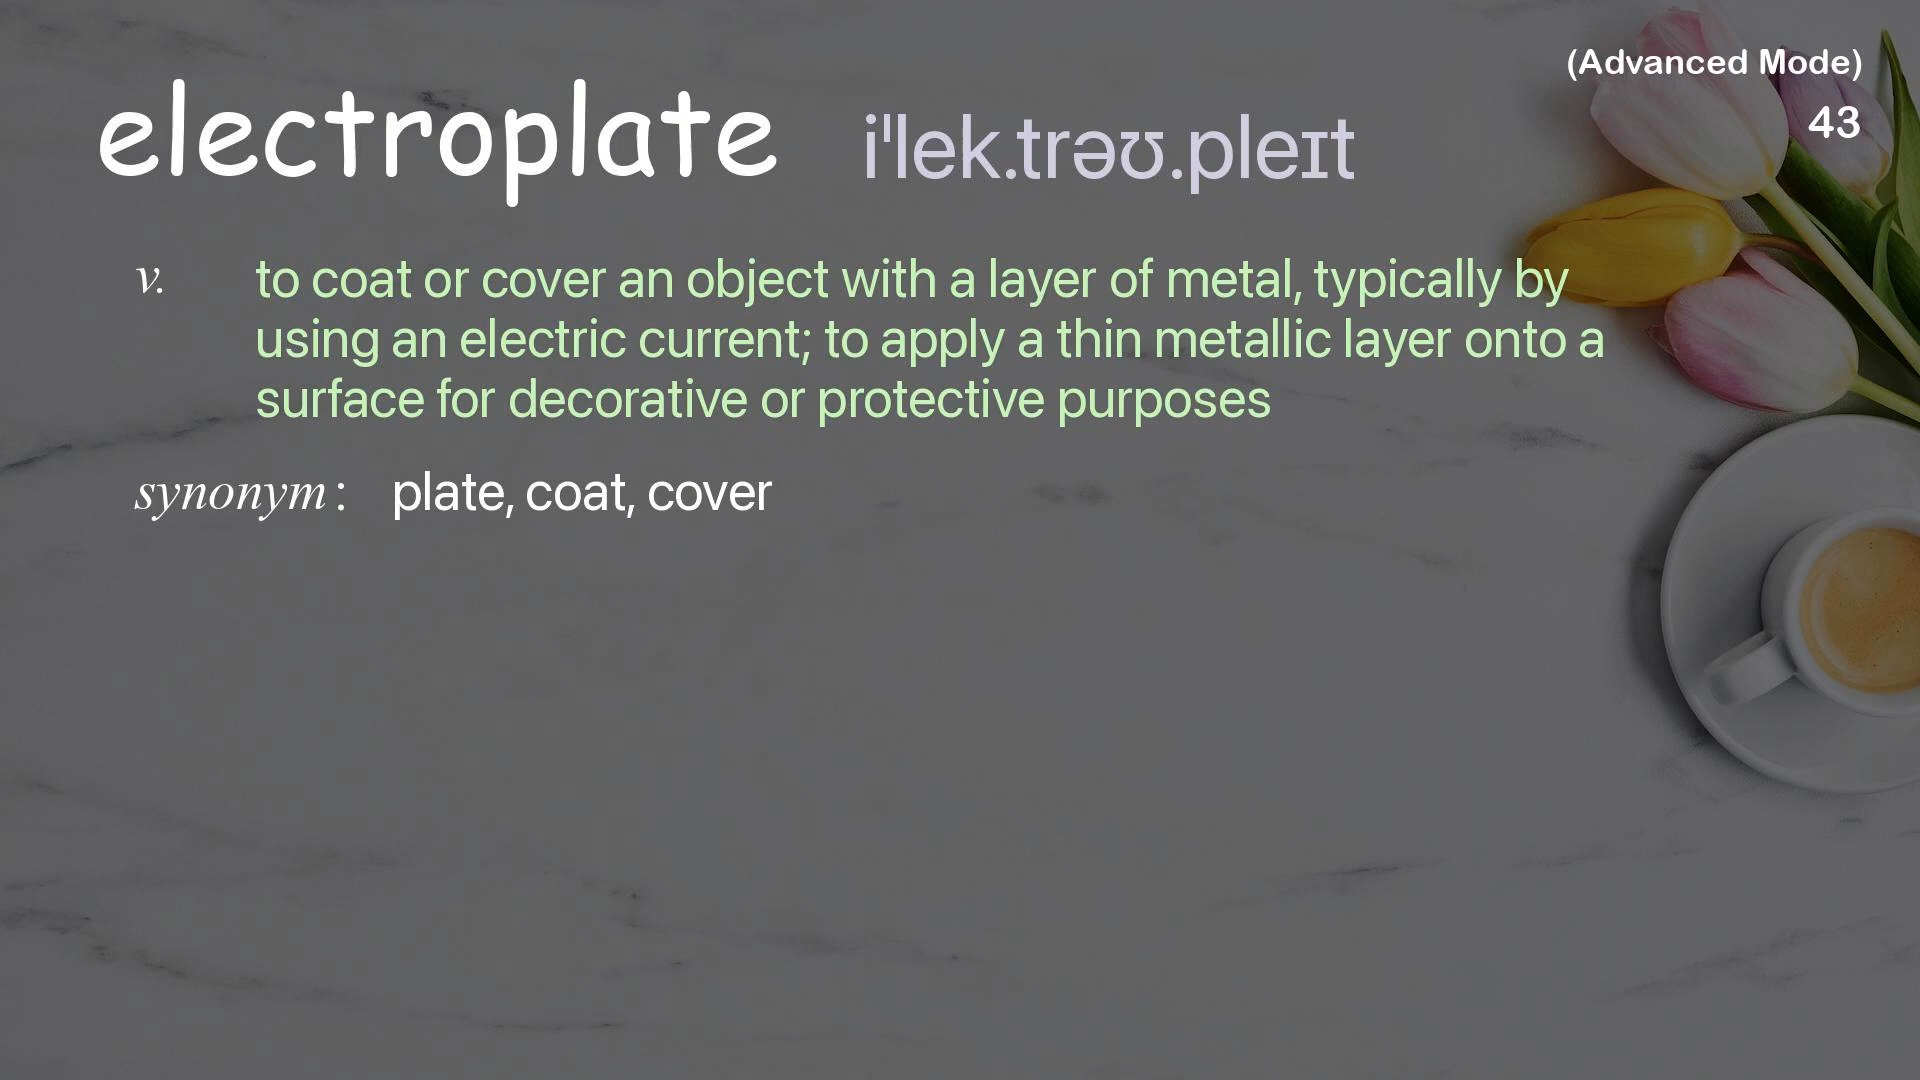 (Advanced Mode)
43
electroplate iˈlek.trəʊ.pleɪt
v. to coat or cover an object with a layer of metal, typically by
using an electric current; to apply a thin metallic layer onto a
surface for decorative or protective purposes
synonym : plate, coat, cover